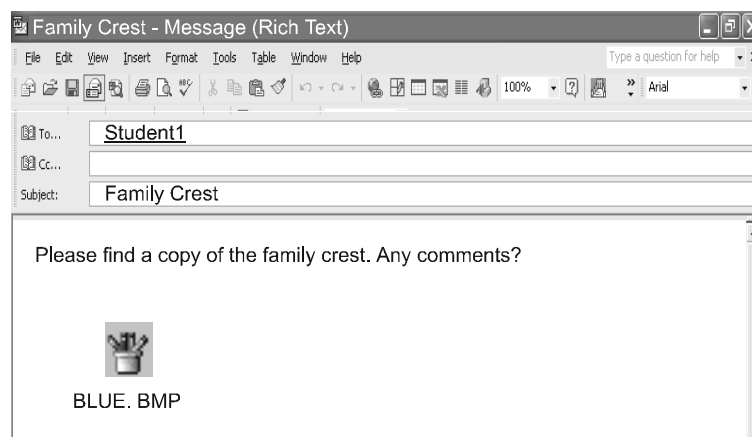 Family Crest - Message (Rich Text)
File Edit View Insert Format Tools Table Window Help Type a question for help
100% Arial
To... Student1
Cc...
Subject: Family Crest
Please find a copy of the family crest. Any comments?
BLUE. BMP